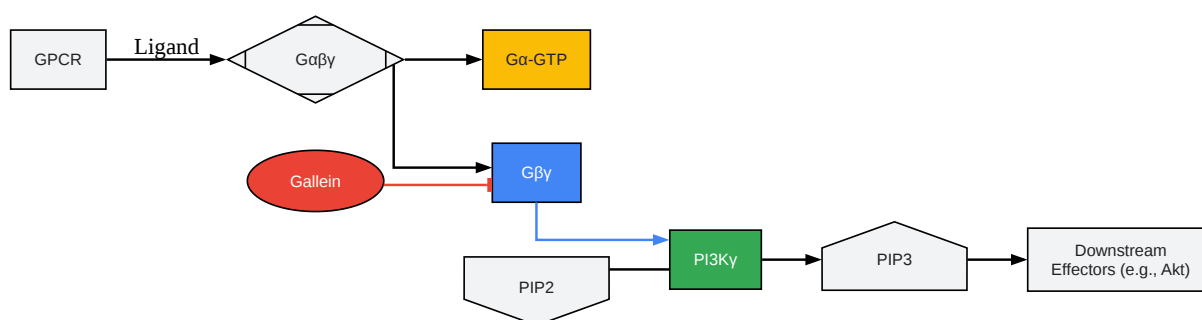 GPCR
Ligand
Gαβγ
Gα-GTP
Gallein
Gβγ
PIP2
PI3Kγ
PIP3
Downstream
Effectors (e.g., Akt)